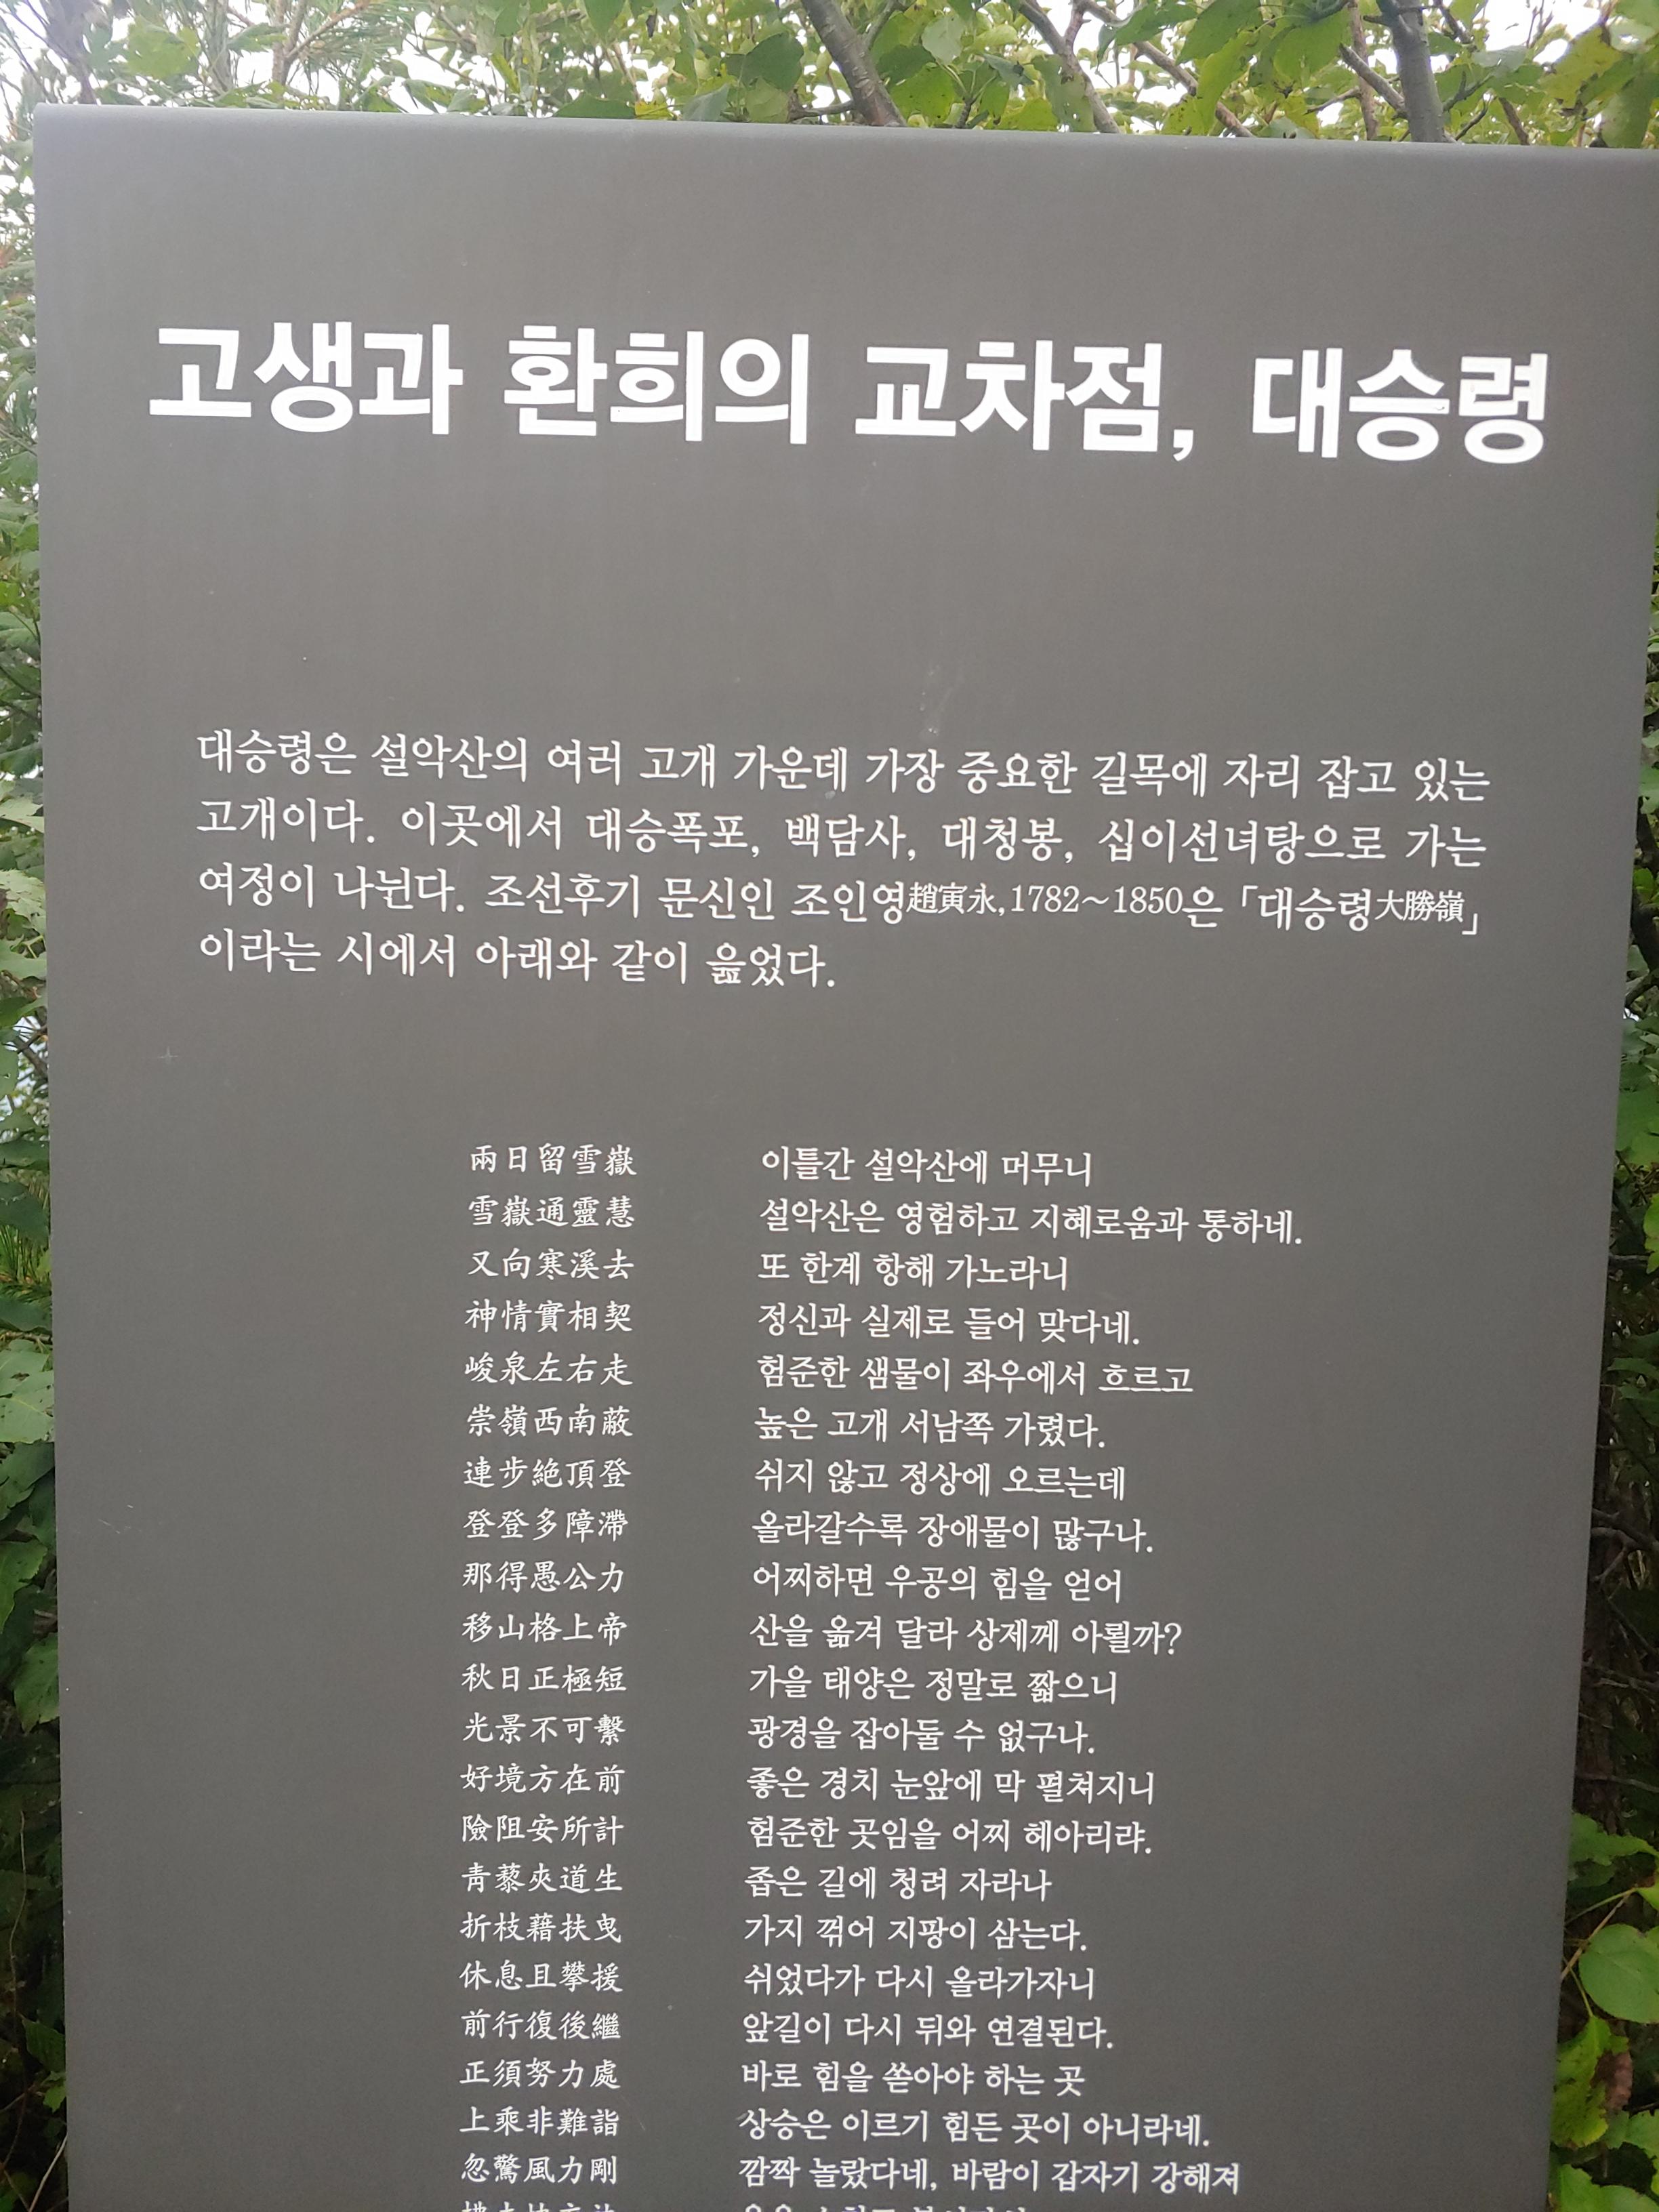 고생과 환희의 교차점, 대승령
대승령은 설악산의 여러 고개 가운데 가장 중요한 길목에 자리 잡고 있는
고개이다. 이곳에서 대승폭포, 백담사, 대청봉, 십이선녀탕으로 가는
여정이 나뉜다. 조선후기 문신인 조인영趙寅永, 1782~1850은 「대승령大勝嶺」
이라는 시에서 아래와 같이 읊었다.
兩日留雪嶽 이틀간 설악산에 머무니
雪嶽通靈慧 설악산은 영험하고 지혜로움과 통하네.
又向寒溪去 또 한계 항해 가노라니
神情實相契 정신과 실제로 들어 맞다네.
峻泉左右走 험준한 샘물이 좌우에서 흐르고
崇嶺西南蔽 높은 고개 서남쪽 가렸다.
連步絶頂登 쉬지 않고 정상에 오르는데
登登多障滯 올라갈수록 장애물이 많구나.
那得愚公力 어찌하면 우공의 힘을 얻어
移山格上帝 산을 옮겨 달라 상제께 아뢸까?
秋日正極短 가을 태양은 정말로 짧으니
光景不可繫 광경을 잡아둘 수 없구나.
好境方在前 좋은 경치 눈앞에 막 펼쳐지니
險阻安所計 험준한 곳임을 어찌 헤아리랴.
靑藜夾道生 좁은 길에 청려 자라나
折枝藉扶曳 가지 꺾어 지팡이 삼는다.
休息且攀援 쉬었다가 다시 올라가자니
前行復後繼 앞길이 다시 뒤와 연결된다.
正須努力處 바로 힘을 쏟아야 하는 곳
上乘非難詣 상승은 이르기 힘든 곳이 아니라네.
忽驚風力剛 깜짝 놀랐다네, 바람이 갑자기 강해져